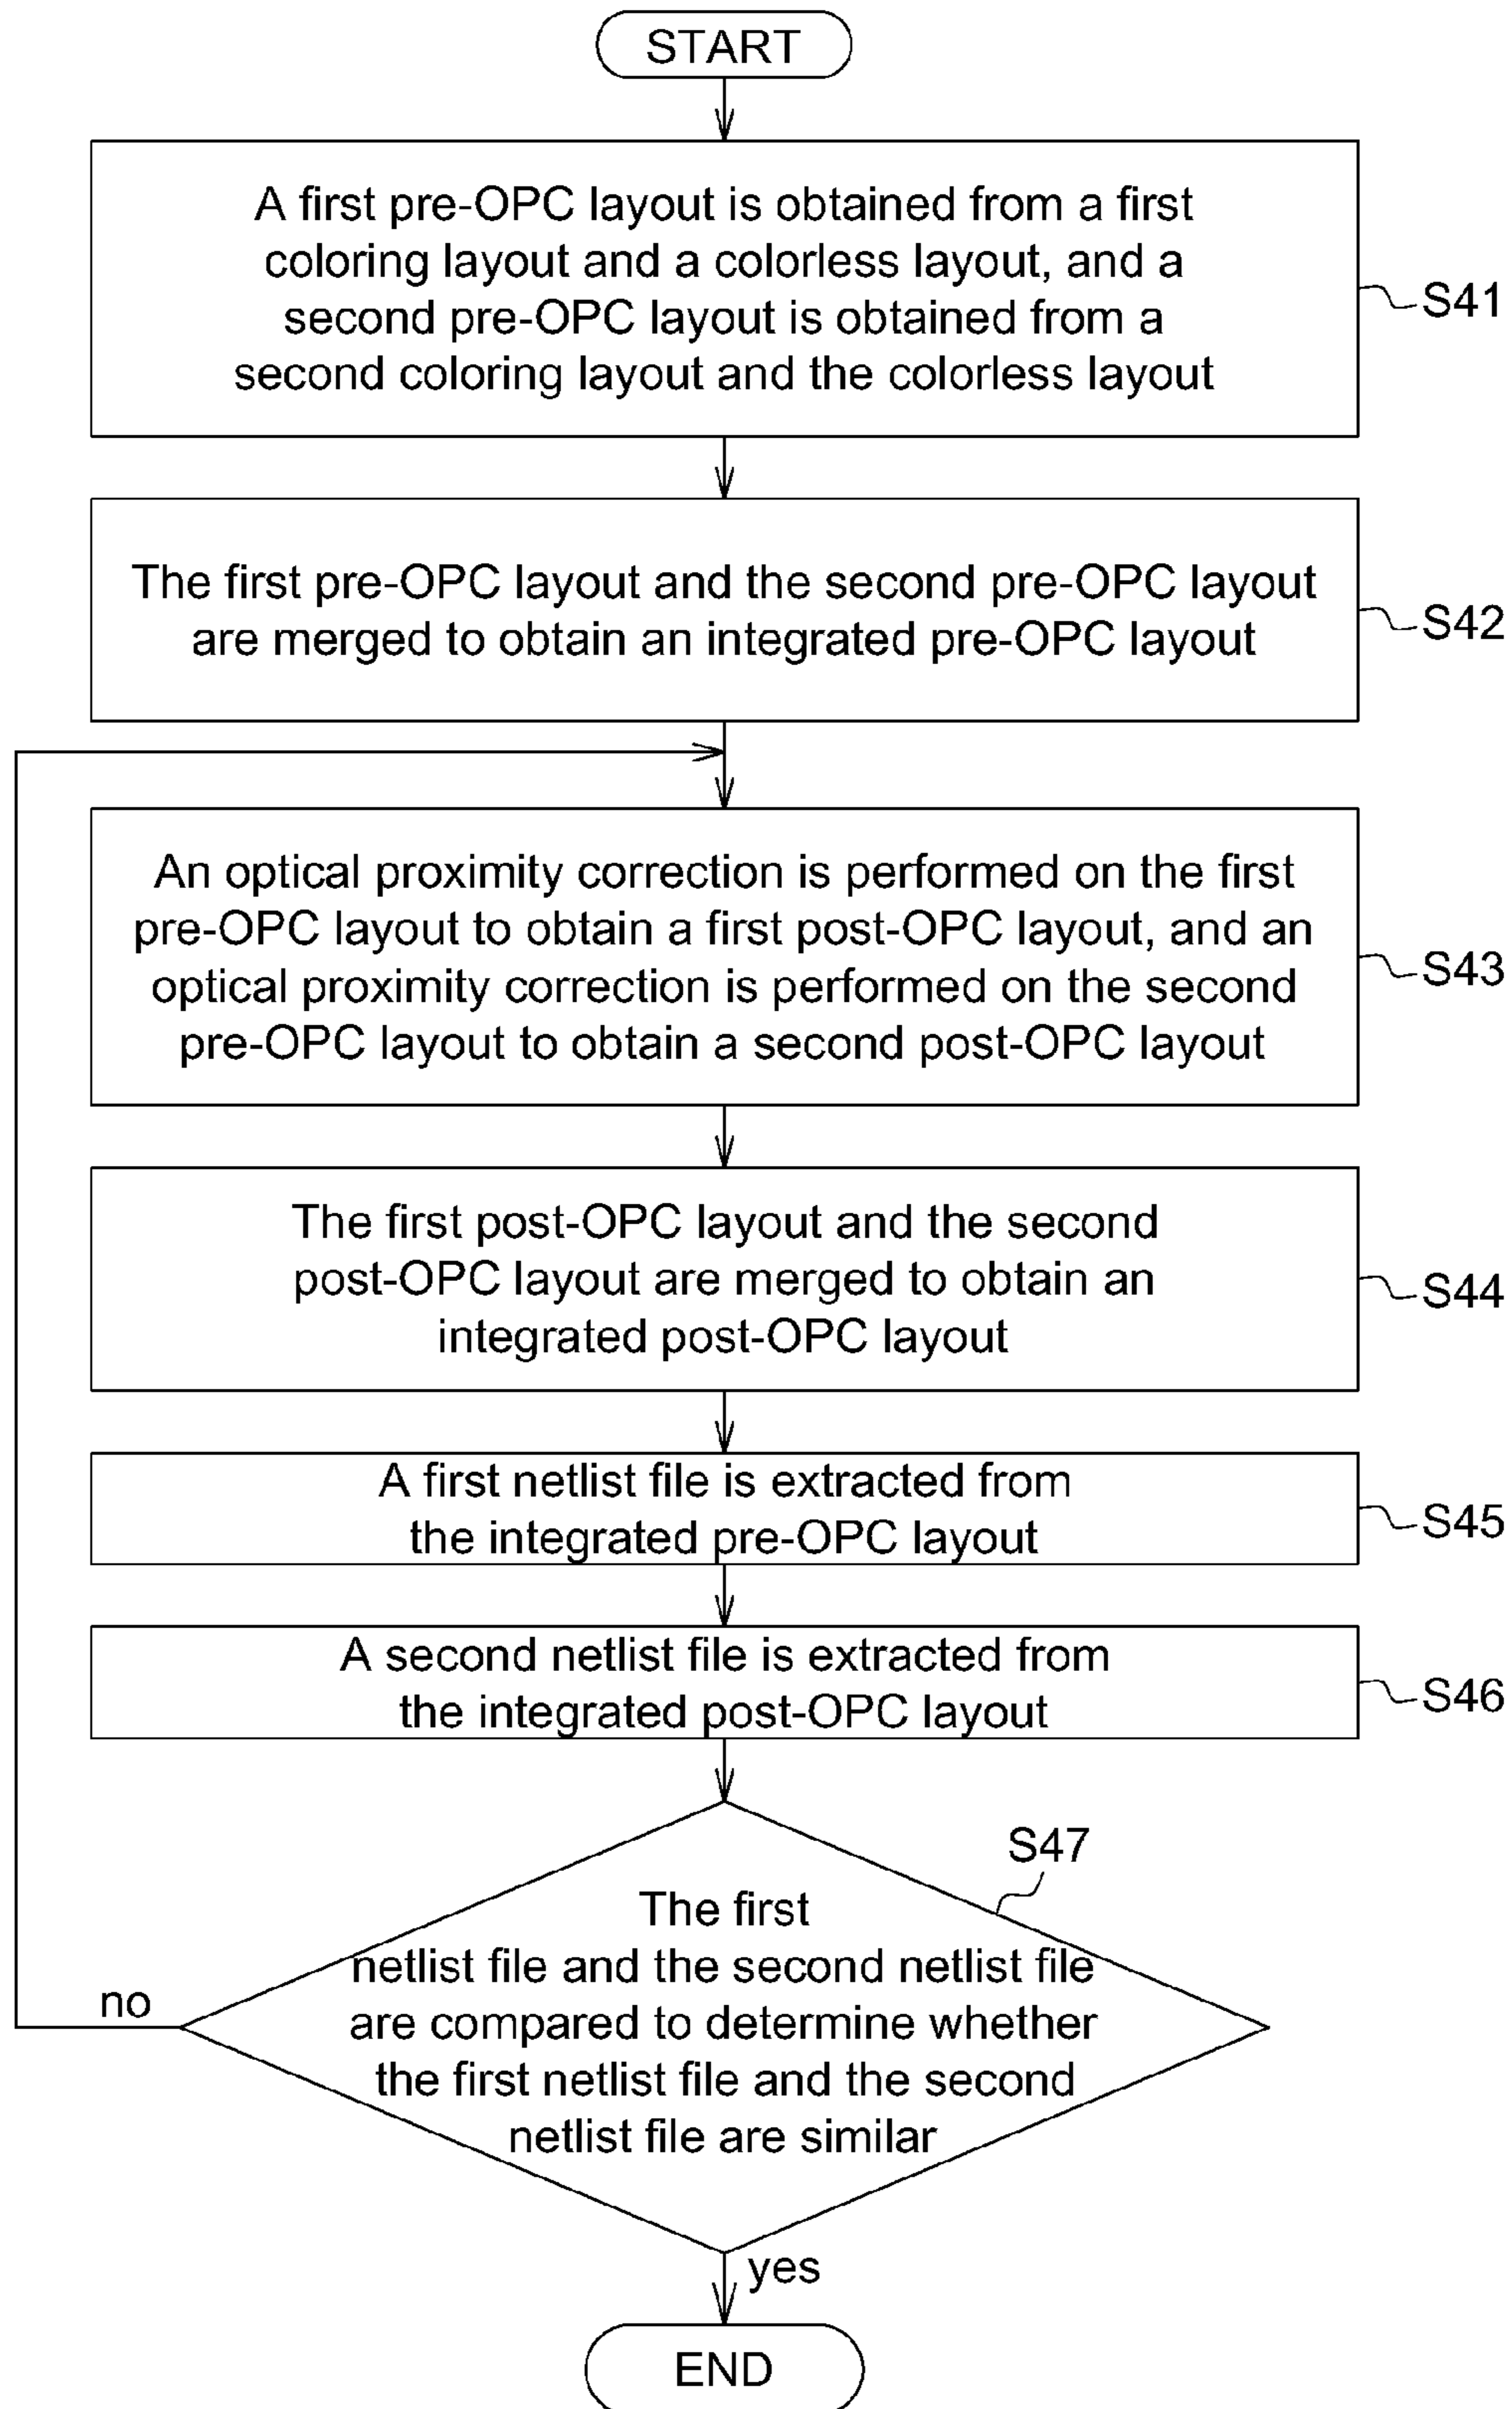 START
A first pre-OPC layout is obtained from a first
coloring layout and a colorless layout, and a
second pre-OPC layout is obtained from a
second coloring layout and the colorless layout
S41
The first pre-OPC layout and the second pre-OPC layout
are merged to obtain an integrated pre-OPC layout
S42
An optical proximity correction is performed on the first
pre-OPC layout to obtain a first post-OPC layout, and an
optical proximity correction is performed on the second
pre-OPC layout to obtain a second post-OPC layout
S43
The first post-OPC layout and the second
post-OPC layout are merged to obtain an
integrated post-OPC layout
S44
A first netlist file is extracted from
the integrated pre-OPC layout
S45
A second netlist file is extracted from
the integrated post-OPC layout
S46
S47
The first
netlist file and the second netlist file
are compared to determine whether
the first netlist file and the second
netlist file are similar
no
yes
END